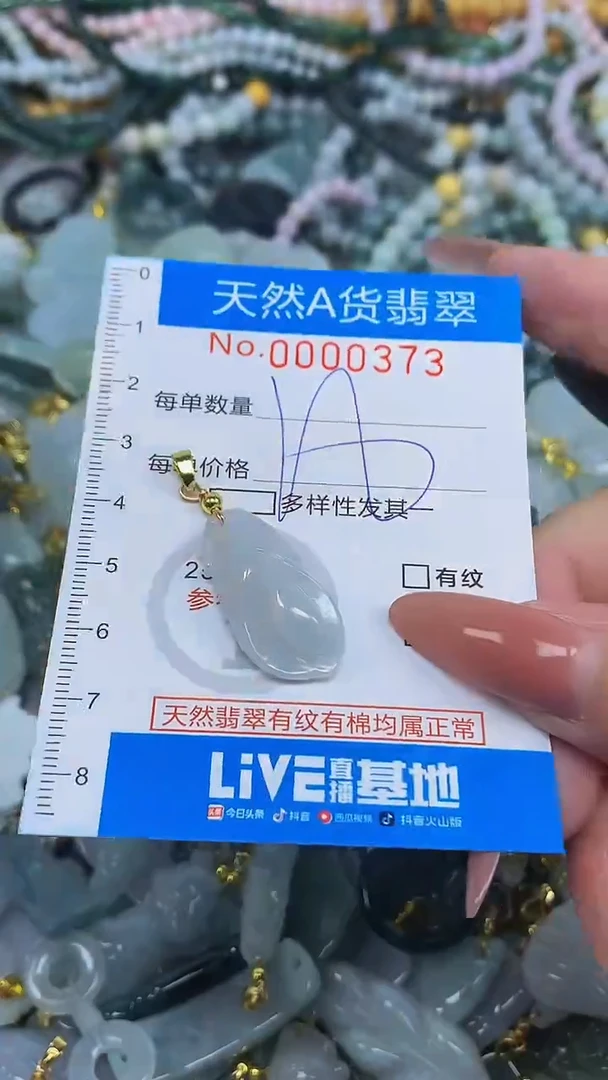 0
天然A货翡翠
1
No.0000373
2
每单数量
3
每 价格
4
多样性发其一
5
有纹
参
6
7
天然翡翠有纹有棉均属正常
8
LiVE直播基地
头条 今日头条 抖音 西瓜视频 抖音火山版